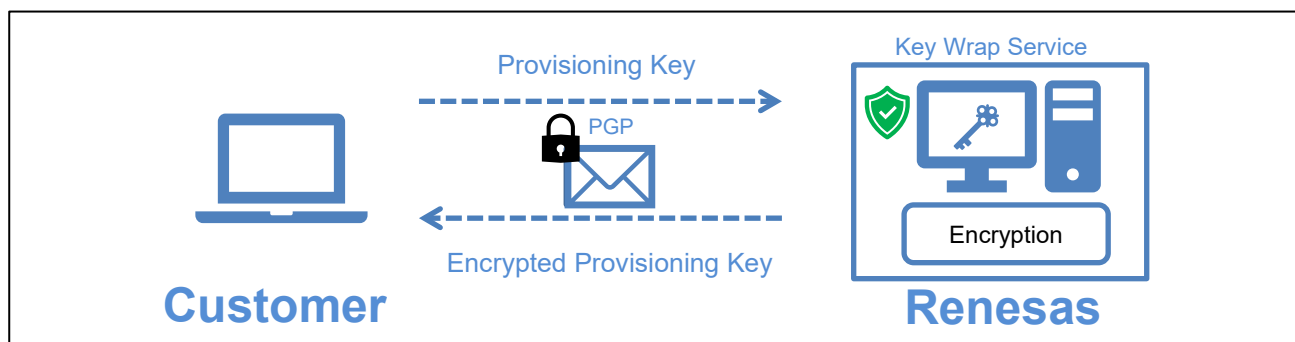 Key Wrap Service
Provisioning Key
PGP
Encryption
Encrypted Provisioning Key
Customer
Renesas